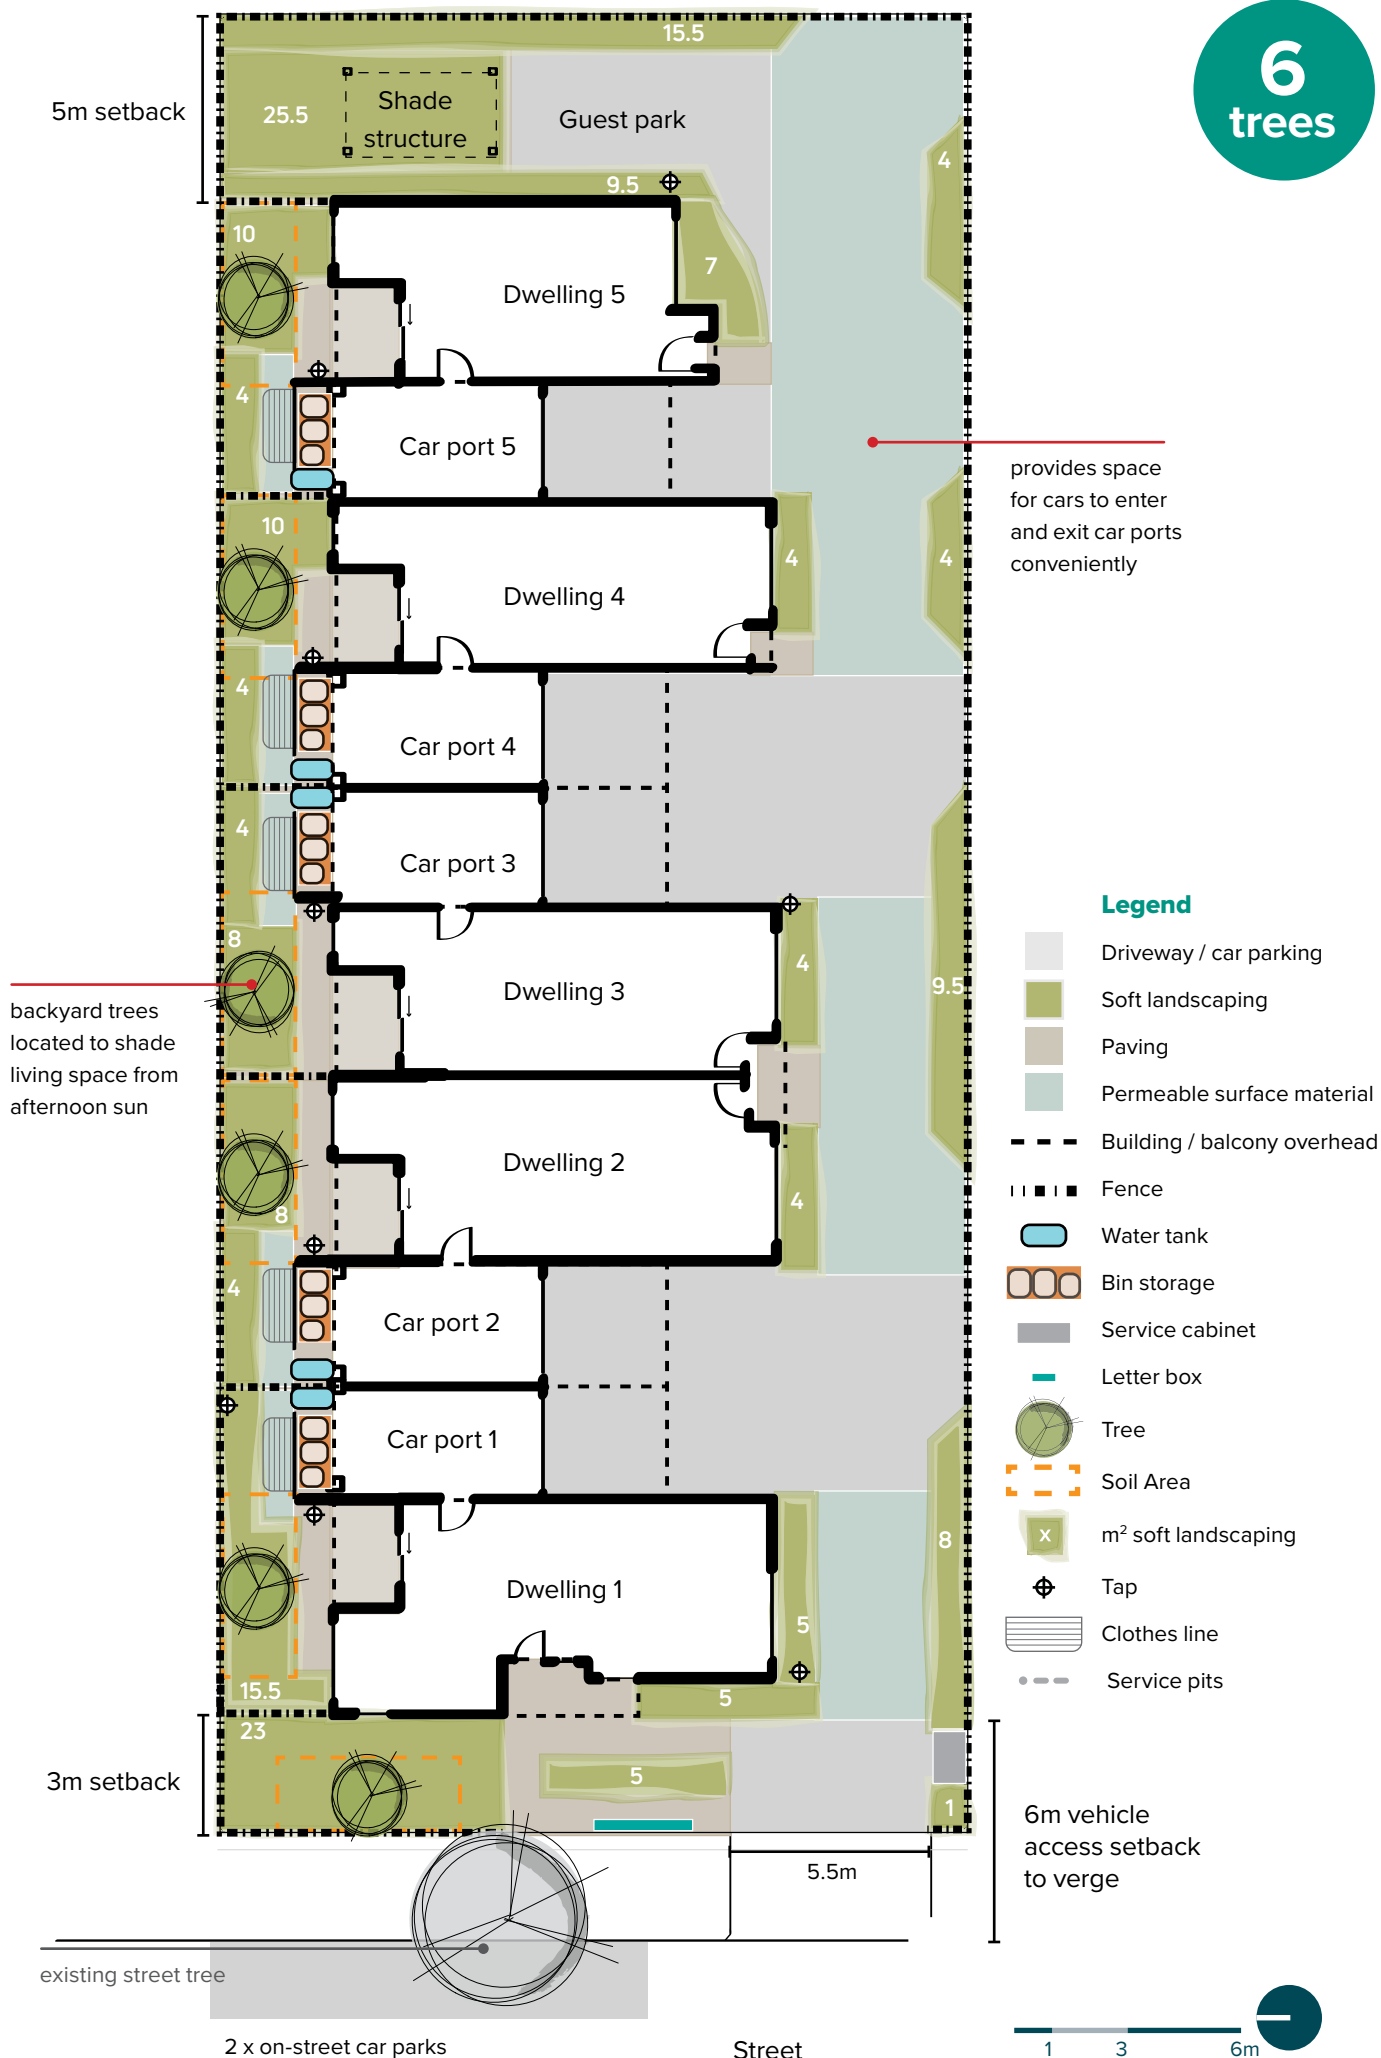 6
trees
15.5
5m setback
25.5
Shade
structure
Guest park
4
9.5
10
7
Dwelling 5
4
Car port 5
provides space
for cars to enter
and exit car ports
conveniently
10
4
4
Dwelling 4
4
Car port 4
4
Car port 3
Legend
8
4
9.5
Dwelling 3
backyard trees
located to shade
living space from
afternoon sun
Driveway / car parking
Soft landscaping
Paving
Permeable surface material
Building / balcony overhead
Fence
Water tank
Bin storage
Service cabinet
Letter box
Tree
Soil Area
x
m² soft landscaping
Tap
Clothes line
Service pits
Dwelling 2
8
4
4
Car port 2
Car port 1
8
Dwelling 1
5
15.5
5
23
3m setback
5
1
6m vehicle
access setback
to verge
5.5m
existing street tree
2 x on-street car parks
Street
1 3 6m